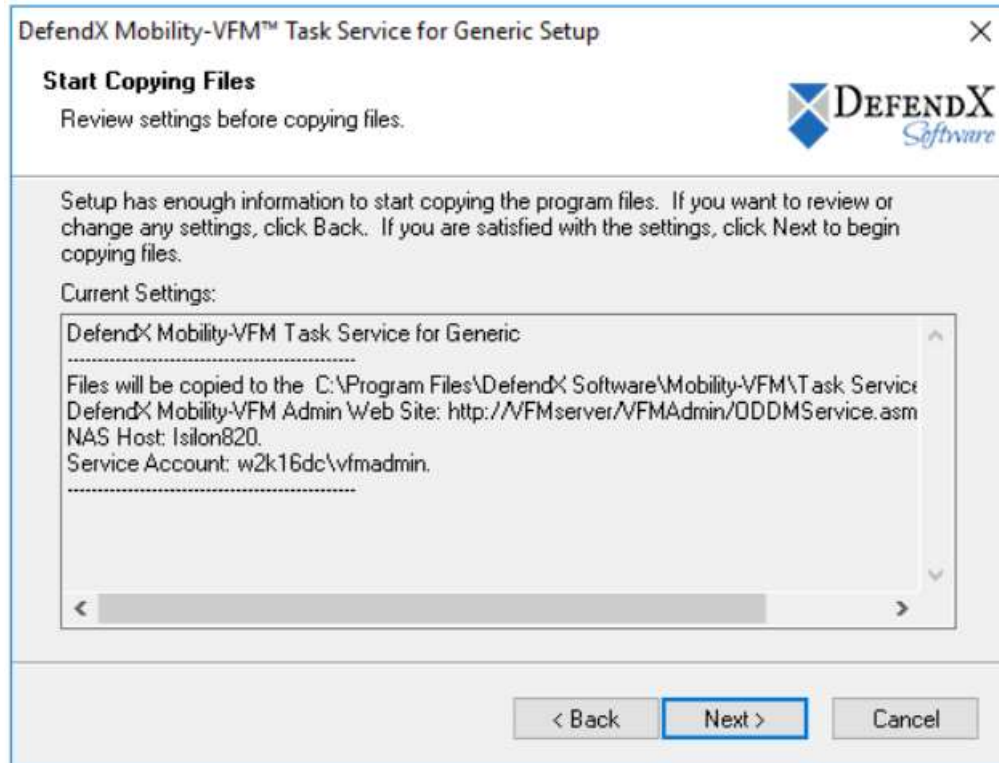 DefendX Mobility-VFM™ Task Service for Generic Setup
Start Copying Files
Review settings before copying files.
DEFENDX
Software
Setup has enough information to start copying the program files. If you want to review or
change any settings, click Back. If you are satisfied with the settings, click Next to begin
copying files.
Current Settings:
DefendX Mobility-VFM Task Service for Generic
------------------------------------------------
Files will be copied to the C:\Program Files\DefendX Software\Mobility-VFM\Task Service
DefendX Mobility-VFM Admin Web Site: http://VFMserver/VFMAdmin/ODDMService.asm
NAS Host: Isilon820.
Service Account: w2k16dc\vfmadmin.
------------------------------------------------
< Back
Next >
Cancel